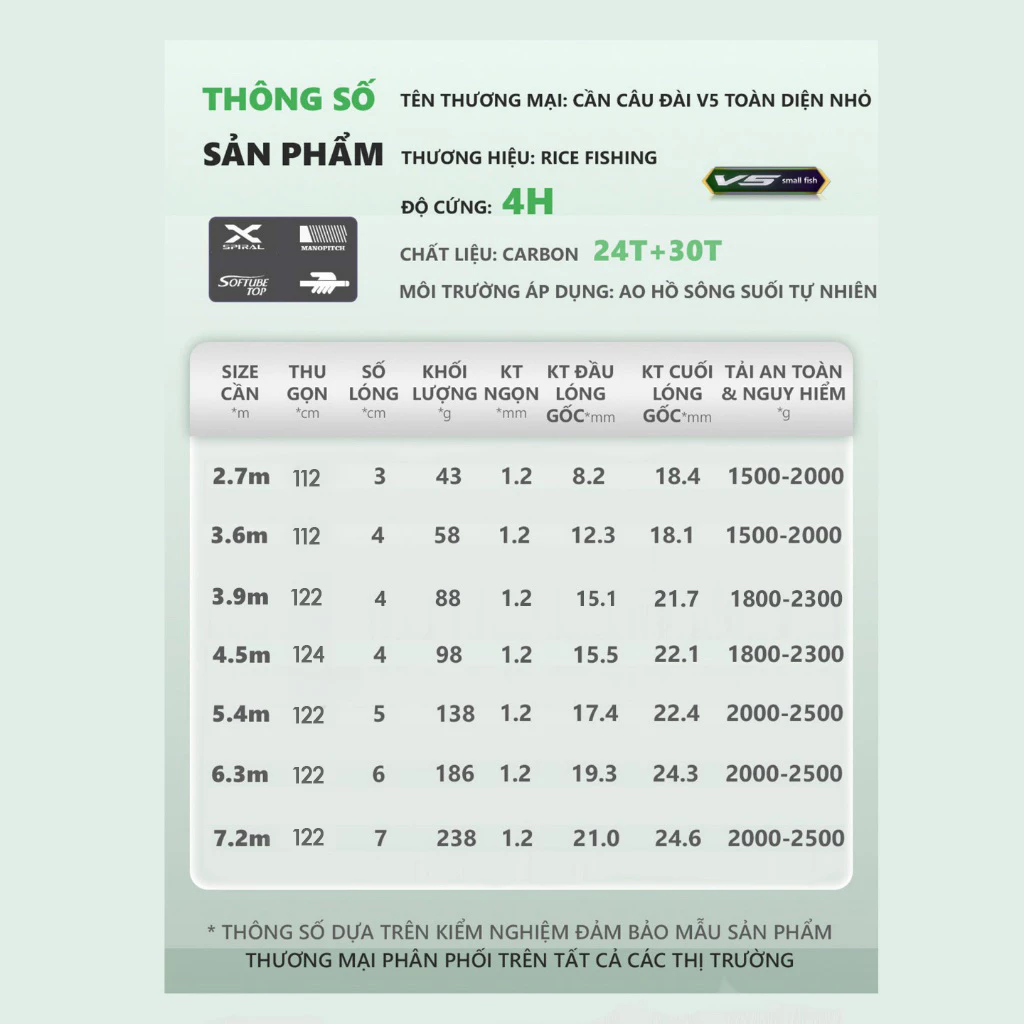 THÔNG SỐ
SẢN PHẨM
TÊN THƯƠNG MẠI: CẦN CÂU ĐÀI V5 TOÀN DIỆN NHỎ
THƯƠNG HIỆU: RICE FISHING
V5 small fish
ĐỘ CỨNG: 4H
CHẤT LIỆU: CARBON 24T+30T
MÔI TRƯỜNG ÁP DỤNG: AO HỒ SÔNG SUỐI TỰ NHIÊN
X SPIRAL
MANOPITCH
SOFTUBE TOP
SIZE CẦN *m
THU GỌN *cm
SỐ LÓNG *cm
KHỐI LƯỢNG *g
KT NGỌN *mm
KT ĐẦU LÓNG GỐC *mm
KT CUỐI LÓNG GỐC *mm
TẢI AN TOÀN & NGUY HIỂM *g
2.7m 112 3 43 1.2 8.2 18.4 1500-2000
3.6m 112 4 58 1.2 12.3 18.1 1500-2000
3.9m 122 4 88 1.2 15.1 21.7 1800-2300
4.5m 124 4 98 1.2 15.5 22.1 1800-2300
5.4m 122 5 138 1.2 17.4 22.4 2000-2500
6.3m 122 6 186 1.2 19.3 24.3 2000-2500
7.2m 122 7 238 1.2 21.0 24.6 2000-2500
* THÔNG SỐ DỰA TRÊN KIỂM NGHIỆM ĐẢM BẢO MẪU SẢN PHẨM
THƯƠNG MẠI PHÂN PHỐI TRÊN TẤT CẢ CÁC THỊ TRƯỜNG